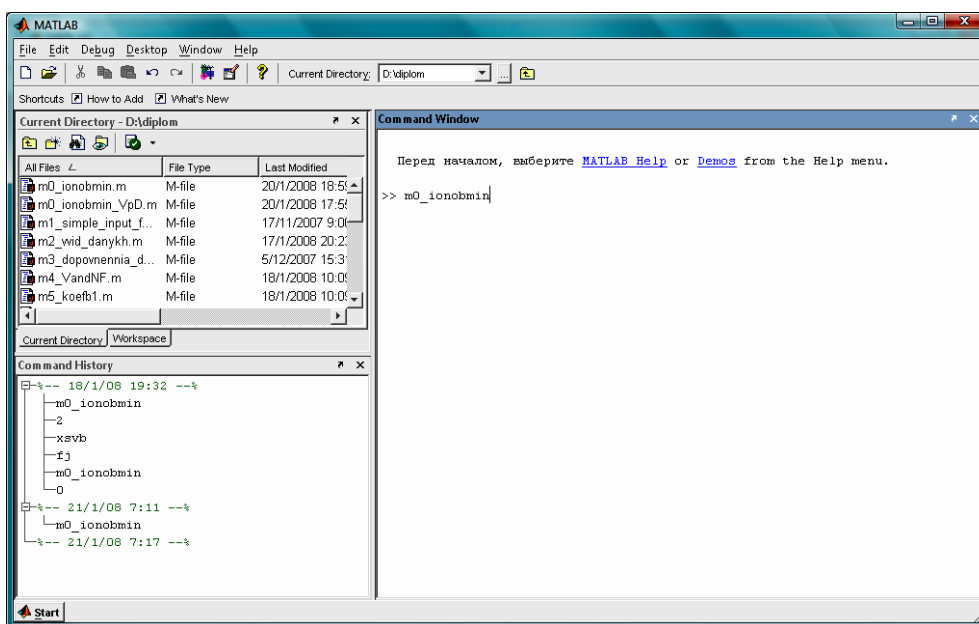 MATLAB
File Edit Debug Desktop Window Help
Current Directory: D:\diplom
Shortcuts How to Add What's New
Current Directory - D:\diplom
All Files File Type Last Modified
m0_ionobmin.m M-file 20/1/2008 18:5
m0_ionobmin_VpD.m M-file 20/1/2008 17:5
m1_simple_input_f... M-file 17/11/2007 9:0
m2_wid_danykh.m M-file 17/1/2008 20:2
m3_dopovnennia_d... M-file 5/12/2007 15:3
m4_VandNF.m M-file 18/1/2008 10:0
m5_koefb1.m M-file 18/1/2008 10:0
Current Directory Workspace
Command History
%-- 18/1/08 19:32 --%
m0_ionobmin
2
xsvb
fj
m0_ionobmin
0
%-- 21/1/08 7:11 --%
m0_ionobmin
%-- 21/1/08 7:17 --%
Command Window
Перед началом, выберите MATLAB Help or Demos from the Help menu.
>> m0_ionobmin
Start